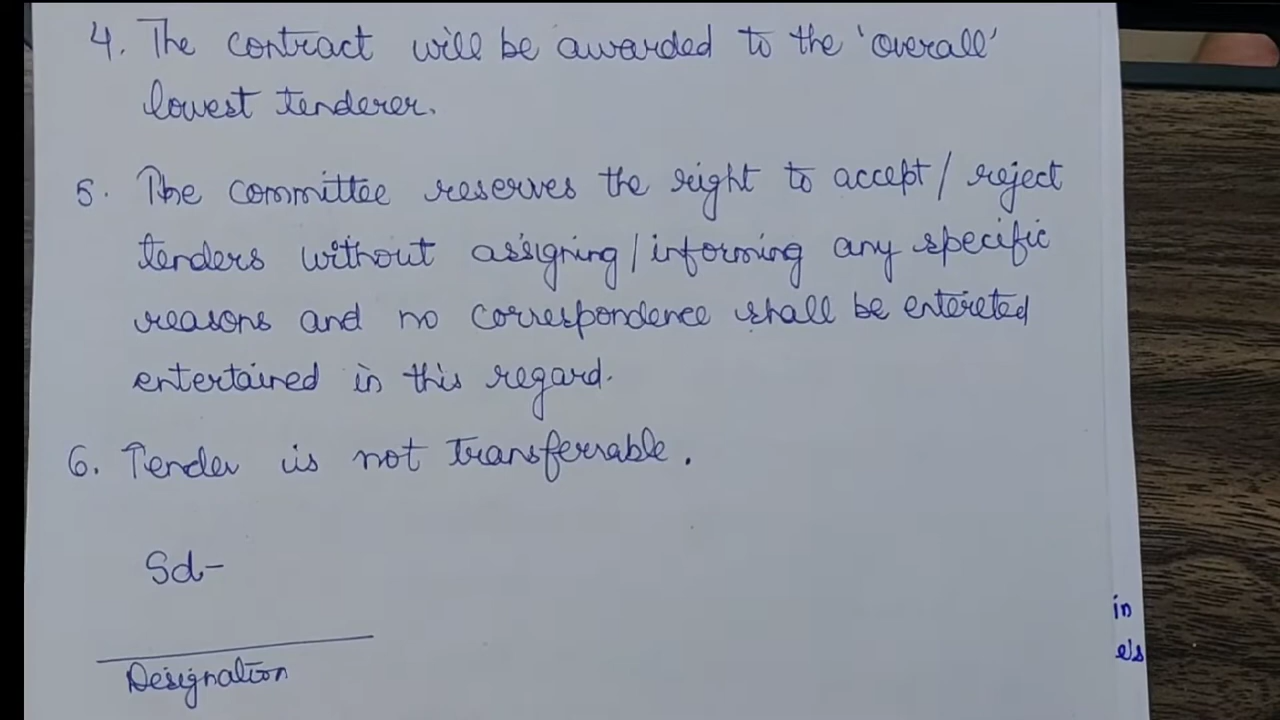 4. The contract will be awarded to the 'overall'
lowest tenderer.
5. The committee reserves the right to accept/ reject
tenders without assigning/informing any specific
reasons and no correspondence shall be entereted
entertained in this regard.
6. Tender is not transferrable.
Sd-
Designation
in
e's